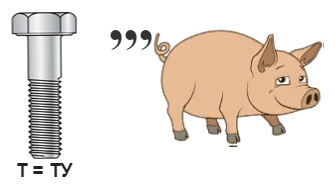 ,,,
Т = ТУ